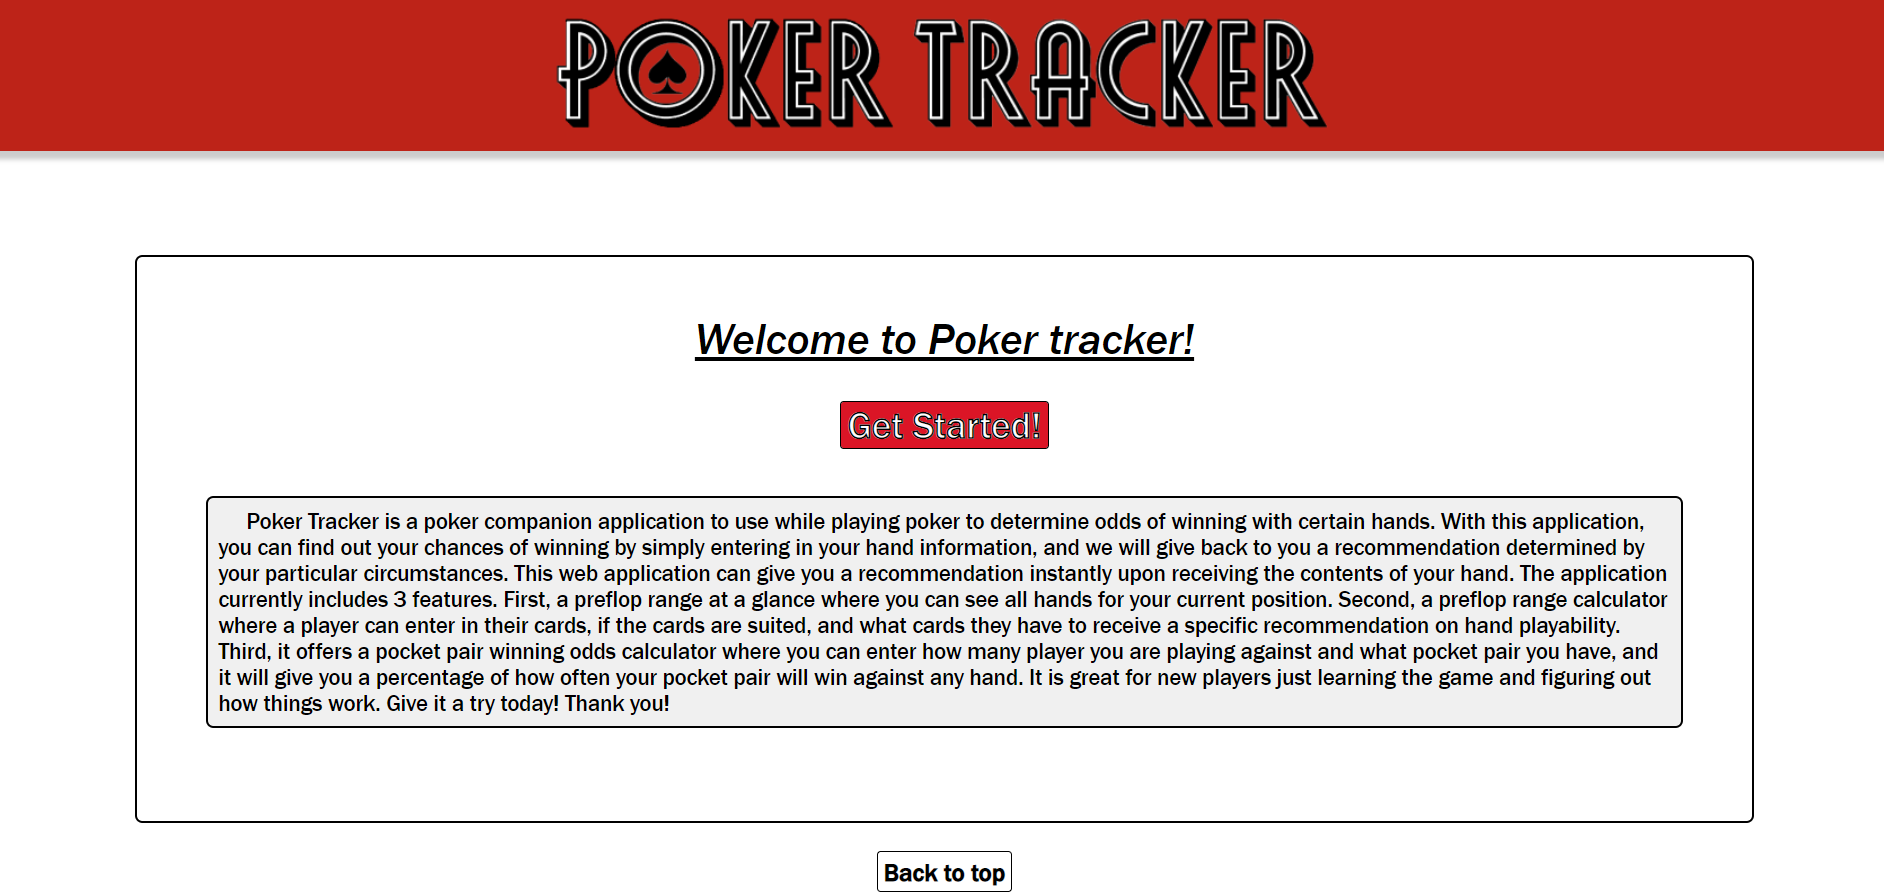 POKER TRACKER
Welcome to Poker tracker!
Get Started!
Poker Tracker is a poker companion application to use while playing poker to determine odds of winning with certain hands. With this application,
you can find out your chances of winning by simply entering in your hand information, and we will give back to you a recommendation determined by
your particular circumstances. This web application can give you a recommendation instantly upon receiving the contents of your hand. The application
currently includes 3 features. First, a preflop range at a glance where you can see all hands for your current position. Second, a preflop range calculator
where a player can enter in their cards, if the cards are suited, and what cards they have to receive a specific recommendation on hand playability.
Third, it offers a pocket pair winning odds calculator where you can enter how many player you are playing against and what pocket pair you have, and
it will give you a percentage of how often your pocket pair will win against any hand. It is great for new players just learning the game and figuring out
how things work. Give it a try today! Thank you!
Back to top